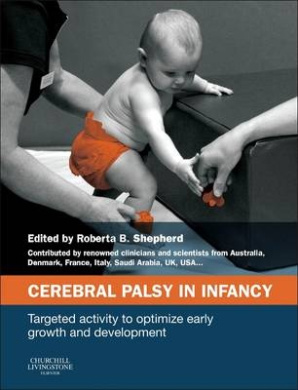 Edited by Roberta B. Shepherd
Contributed by renowned clinicians and scientists from Australia,
Denmark, France, Italy, Saudi Arabia, UK, USA...
CEREBRAL PALSY IN INFANCY
Targeted activity to optimize early
growth and development
CHURCHILL
LIVINGSTONE
ELSEVIER